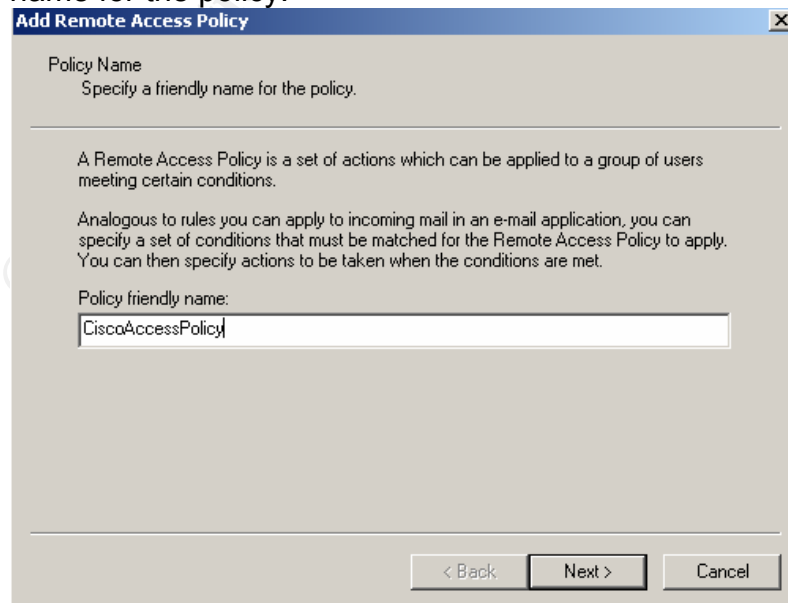 name for the policy.
Add Remote Access Policy
Policy Name
Specify a friendly name for the policy.
A Remote Access Policy is a set of actions which can be applied to a group of users
meeting certain conditions.
Analogous to rules you can apply to incoming mail in an e-mail application, you can
specify a set of conditions that must be matched for the Remote Access Policy to apply.
You can then specify actions to be taken when the conditions are met.
Policy friendly name:
CiscoAccessPolicy
< Back Next > Cancel